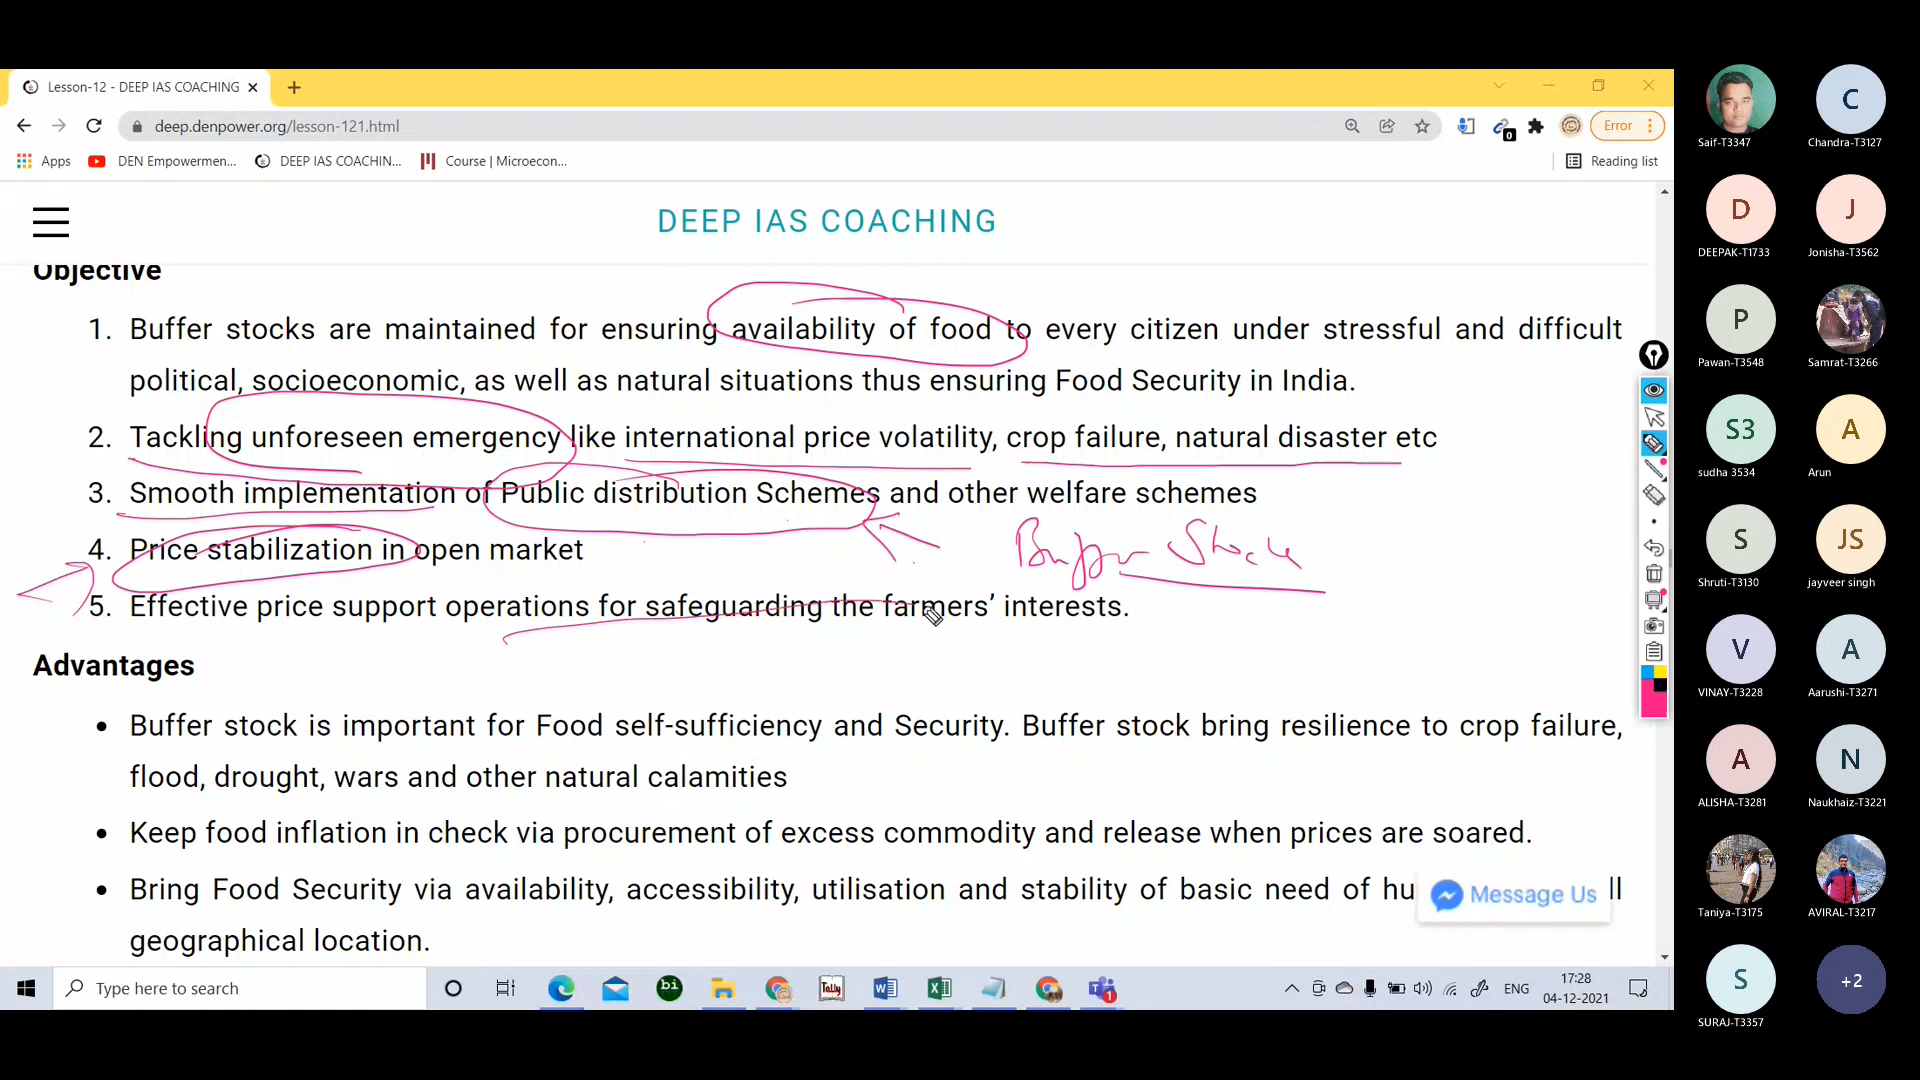 Lesson-12 - DEEP IAS COACHING
deep.denpower.org/lesson-121.html
0
Error
Apps
DEN Empowermen...
DEEP IAS COACHIN...
Course | Microecon...
Reading list
DEEP IAS COACHING
Objective
1. Buffer stocks are maintained for ensuring availability of food to every citizen under stressful and difficult
political, socioeconomic, as well as natural situations thus ensuring Food Security in India.
2. Tackling unforeseen emergency like international price volatility, crop failure, natural disaster etc
3. Smooth implementation of Public distribution Schemes and other welfare schemes
4. Price stabilization in open market
Buffer Stock
5. Effective price support operations for safeguarding the farmers’ interests.
Advantages
• Buffer stock is important for Food self-sufficiency and Security. Buffer stock bring resilience to crop failure,
flood, drought, wars and other natural calamities
• Keep food inflation in check via procurement of excess commodity and release when prices are soared.
• Bring Food Security via availability, accessibility, utilisation and stability of basic need of hu ll
geographical location.
Message Us
Type here to search
bi
Tally
1
ENG
17:28
04-12-2021
C
Saif-T3347
Chandra-T3127
D
J
DEEPAK-T1733
Jonisha-T3562
P
Pawan-T3548
Samrat-T3266
S3
A
sudha 3534
Arun
S
JS
Shruti-T3130
jayveer singh
V
A
VINAY-T3228
Aarushi-T3271
A
N
ALISHA-T3281
Naukhaiz-T3221
Taniya-T3175
AVIRAL-T3217
S
+2
SURAJ-T3357